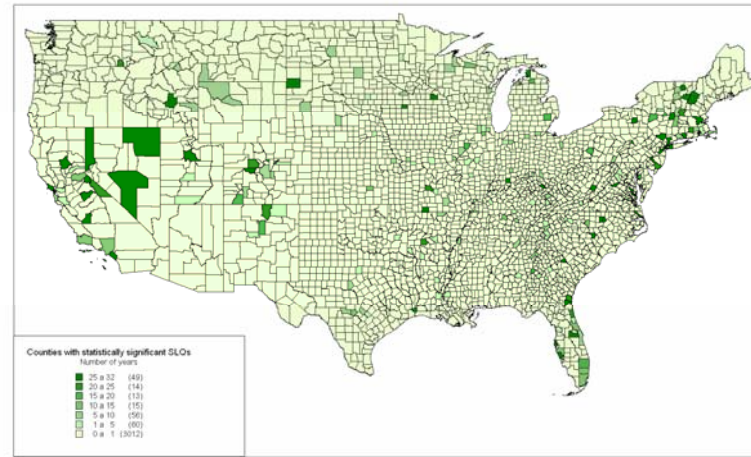 Counties with statistically significant SLQs
Number of years
25 a 32 (49)
20 a 25 (14)
15 a 20 (13)
10 a 15 (15)
5 a 10 (56)
1 a 5 (60)
0 a 1 (3012)